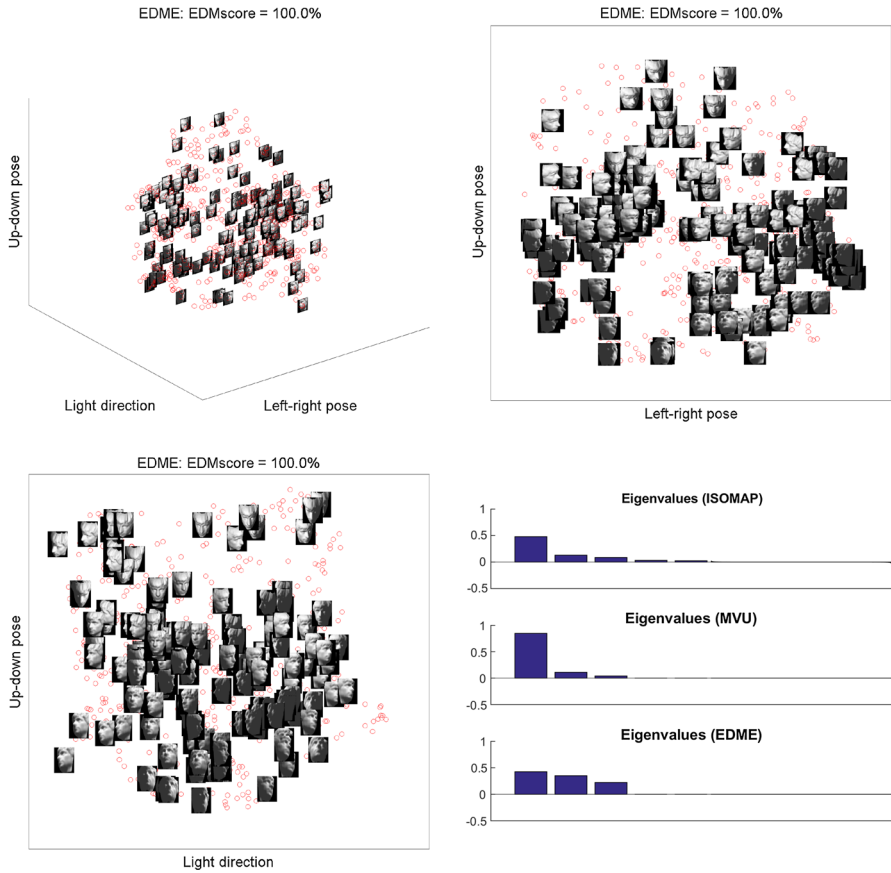 EDME: EDMscore = 100.0%
Up-down pose
Light direction
Left-right pose
EDME: EDMscore = 100.0%
Up-down pose
Left-right pose
EDME: EDMscore = 100.0%
Up-down pose
Light direction
Eigenvalues (ISOMAP)
1
0.5
0
-0.5
Eigenvalues (MVU)
1
0.5
0
-0.5
Eigenvalues (EDME)
1
0.5
0
-0.5